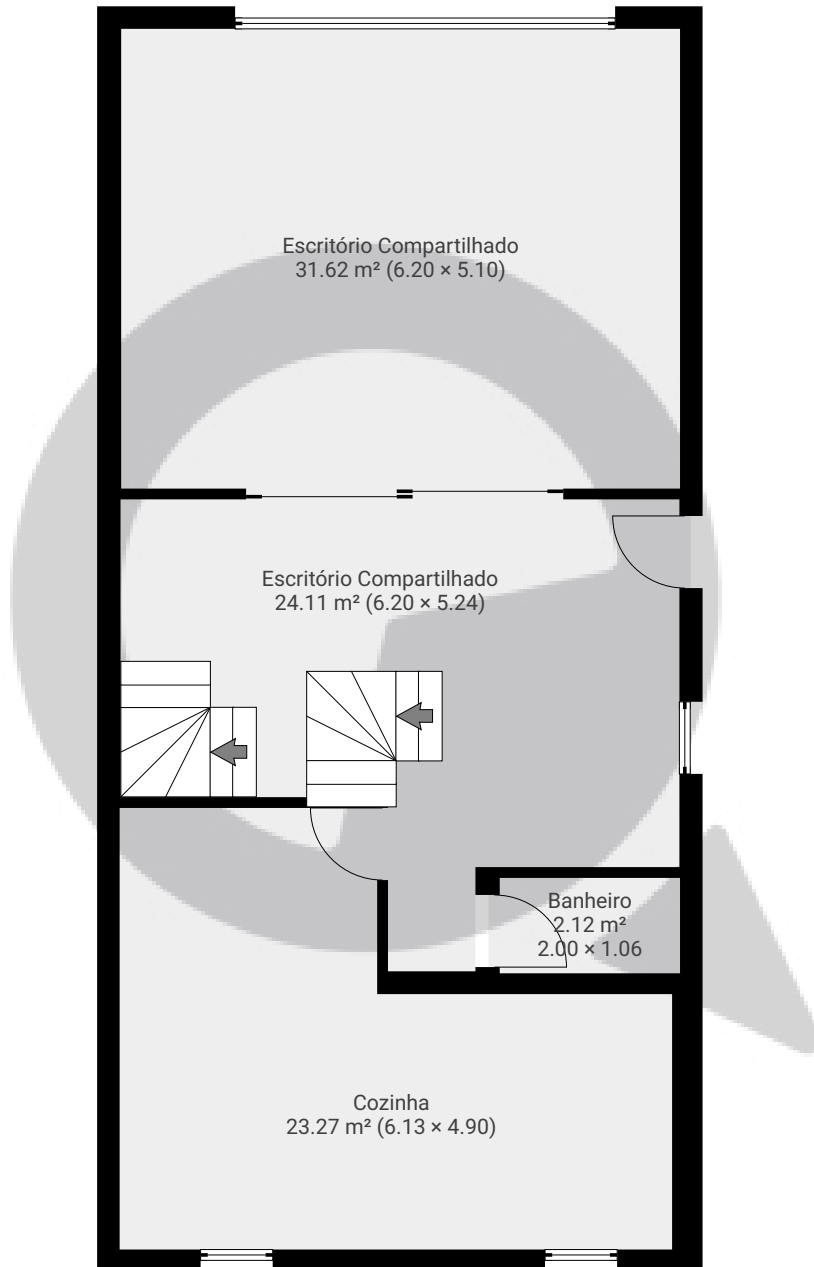 Escritório Compartilhado
31.62 m² (6.20 × 5.10)
Escritório Compartilhado
24.11 m² (6.20 × 5.24)
Banheiro
2.12 m²
2.00 × 1.06
Cozinha
23.27 m² (6.13 × 4.90)